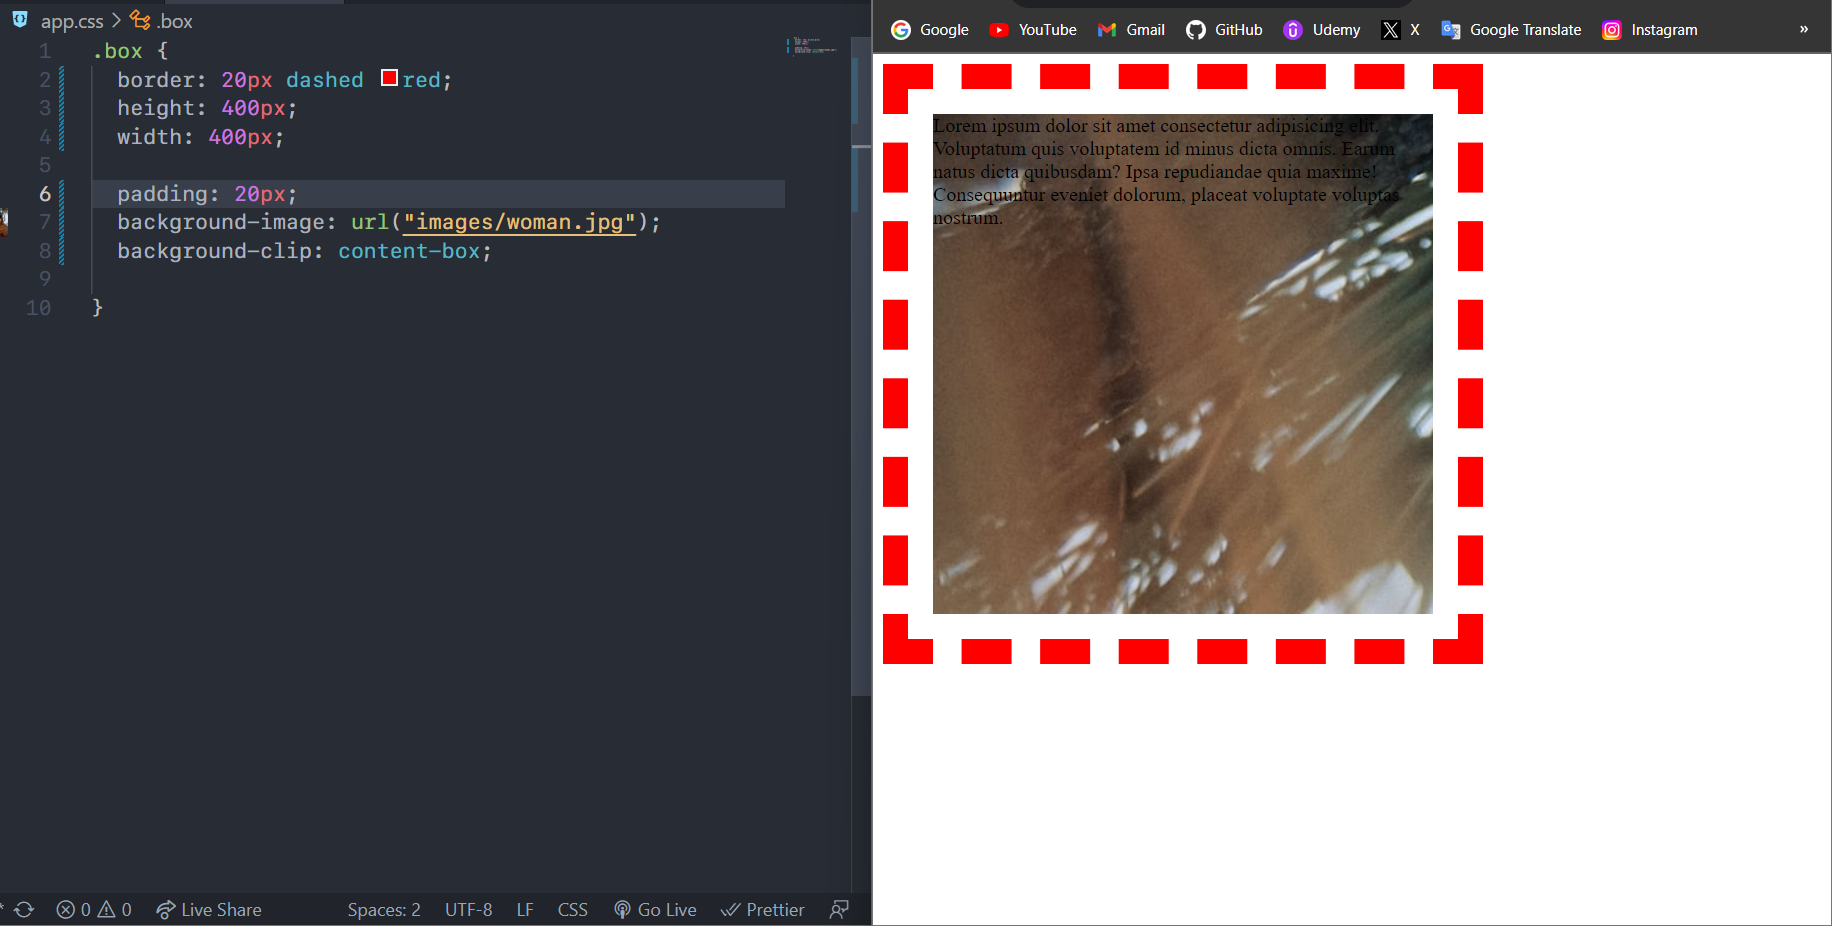 app.css > .box
1 .box {
2 border: 20px dashed red;
3 height: 400px;
4 width: 400px;
5
6 padding: 20px;
7 background-image: url("images/woman.jpg");
8 background-clip: content-box;
9
10 }
0 0 Live Share Spaces: 2 UTF-8 LF CSS Go Live Prettier
Google YouTube Gmail GitHub Udemy X Google Translate Instagram »
Lorem ipsum dolor sit amet consectetur adipisicing elit.
Voluptatum quis voluptatem id minus dicta omnis. Earum
natus dicta quibusdam? Ipsa repudiandae quia maxime!
Consequuntur eveniet dolorum, placeat voluptate voluptas
nostrum.